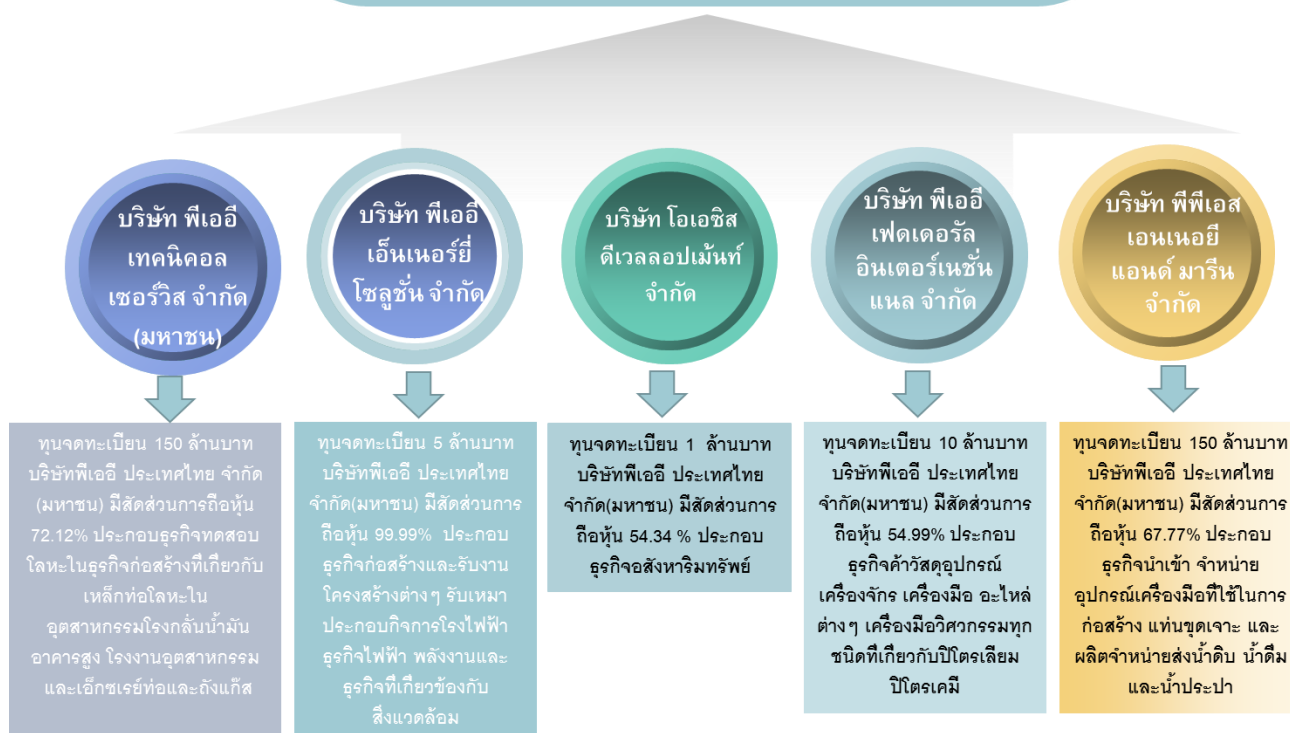 บริษัท พีเออี
เทคนิคอล
เซอร์วิส จำกัด
(มหาชน)
บริษัท พีเออี
เอ็นเนอร์ยี่
โซลูชั่น จำกัด
บริษัท โอเอซิส
ดีเวลลอปเม้นท์
จำกัด
บริษัท พีเออี
เฟดเดอรัล
อินเตอร์เนชั่น
แนล จำกัด
บริษัท พีพีเอส
เอนเนอยี
แอนด์ มารีน
จำกัด
ทุนจดทะเบียน 150 ล้านบาท
บริษัทพีเออี ประเทศไทย จำกัด
(มหาชน) มีสัดส่วนการถือหุ้น
72.12% ประกอบธุรกิจทดสอบ
โลหะในธุรกิจก่อสร้างที่เกี่ยวกับ
เหล็กท่อโลหะใน
อุตสาหกรรมโรงกลั่นน้ำมัน
อาคารสูง โรงงานอุตสาหกรรม
และเอ็กซเรย์ท่อและถังแก๊ส
ทุนจดทะเบียน 5 ล้านบาท
บริษัทพีเออี ประเทศไทย
จำกัด(มหาชน) มีสัดส่วนการ
ถือหุ้น 99.99% ประกอบ
ธุรกิจก่อสร้างและรับงาน
โครงสร้างต่างๆ รับเหมา
ประกอบกิจการโรงไฟฟ้า
ธุรกิจไฟฟ้า พลังงานและ
ธุรกิจที่เกี่ยวข้องกับ
สิ่งแวดล้อม
ทุนจดทะเบียน 1 ล้านบาท
บริษัทพีเออี ประเทศไทย
จำกัด(มหาชน) มีสัดส่วนการ
ถือหุ้น 54.34 % ประกอบ
ธุรกิจอสังหาริมทรัพย์
ทุนจดทะเบียน 10 ล้านบาท
บริษัทพีเออี ประเทศไทย
จำกัด(มหาชน) มีสัดส่วนการ
ถือหุ้น 54.99% ประกอบ
ธุรกิจค้าวัสดุอุปกรณ์
เครื่องจักร เครื่องมือ อะไหล่
ต่างๆ เครื่องมือวิศวกรรมทุก
ชนิดที่เกี่ยวกับปิโตรเลียม
ปิโตรเคมี
ทุนจดทะเบียน 150 ล้านบาท
บริษัทพีเออี ประเทศไทย
จำกัด(มหาชน) มีสัดส่วนการ
ถือหุ้น 67.77% ประกอบ
ธุรกิจนำเข้า จำหน่าย
อุปกรณ์เครื่องมือที่ใช้ในการ
ก่อสร้าง แท่นขุดเจาะ และ
ผลิตจำหน่ายส่งน้ำดิบ น้ำดื่ม
และน้ำประปา